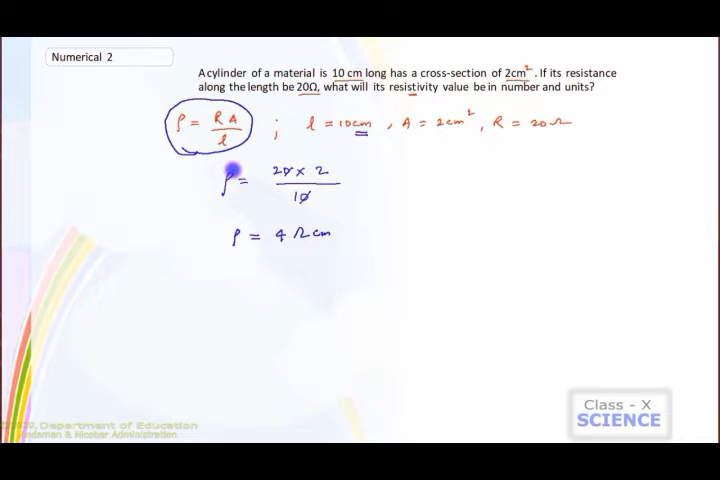 Numerical 2
A cylinder of a material is 10 cm long has a cross-section of 2cm². If its resistance
along the length be 20Ω, what will its resistivity value be in number and units?
ρ = RA/l ; l = 10cm, A = 2cm², R = 20Ω
ρ = 20 × 2 / 10
ρ = 4 Ω cm
Class - X
SCIENCE
2020, Department of Education
Andaman & Nicobar Administration